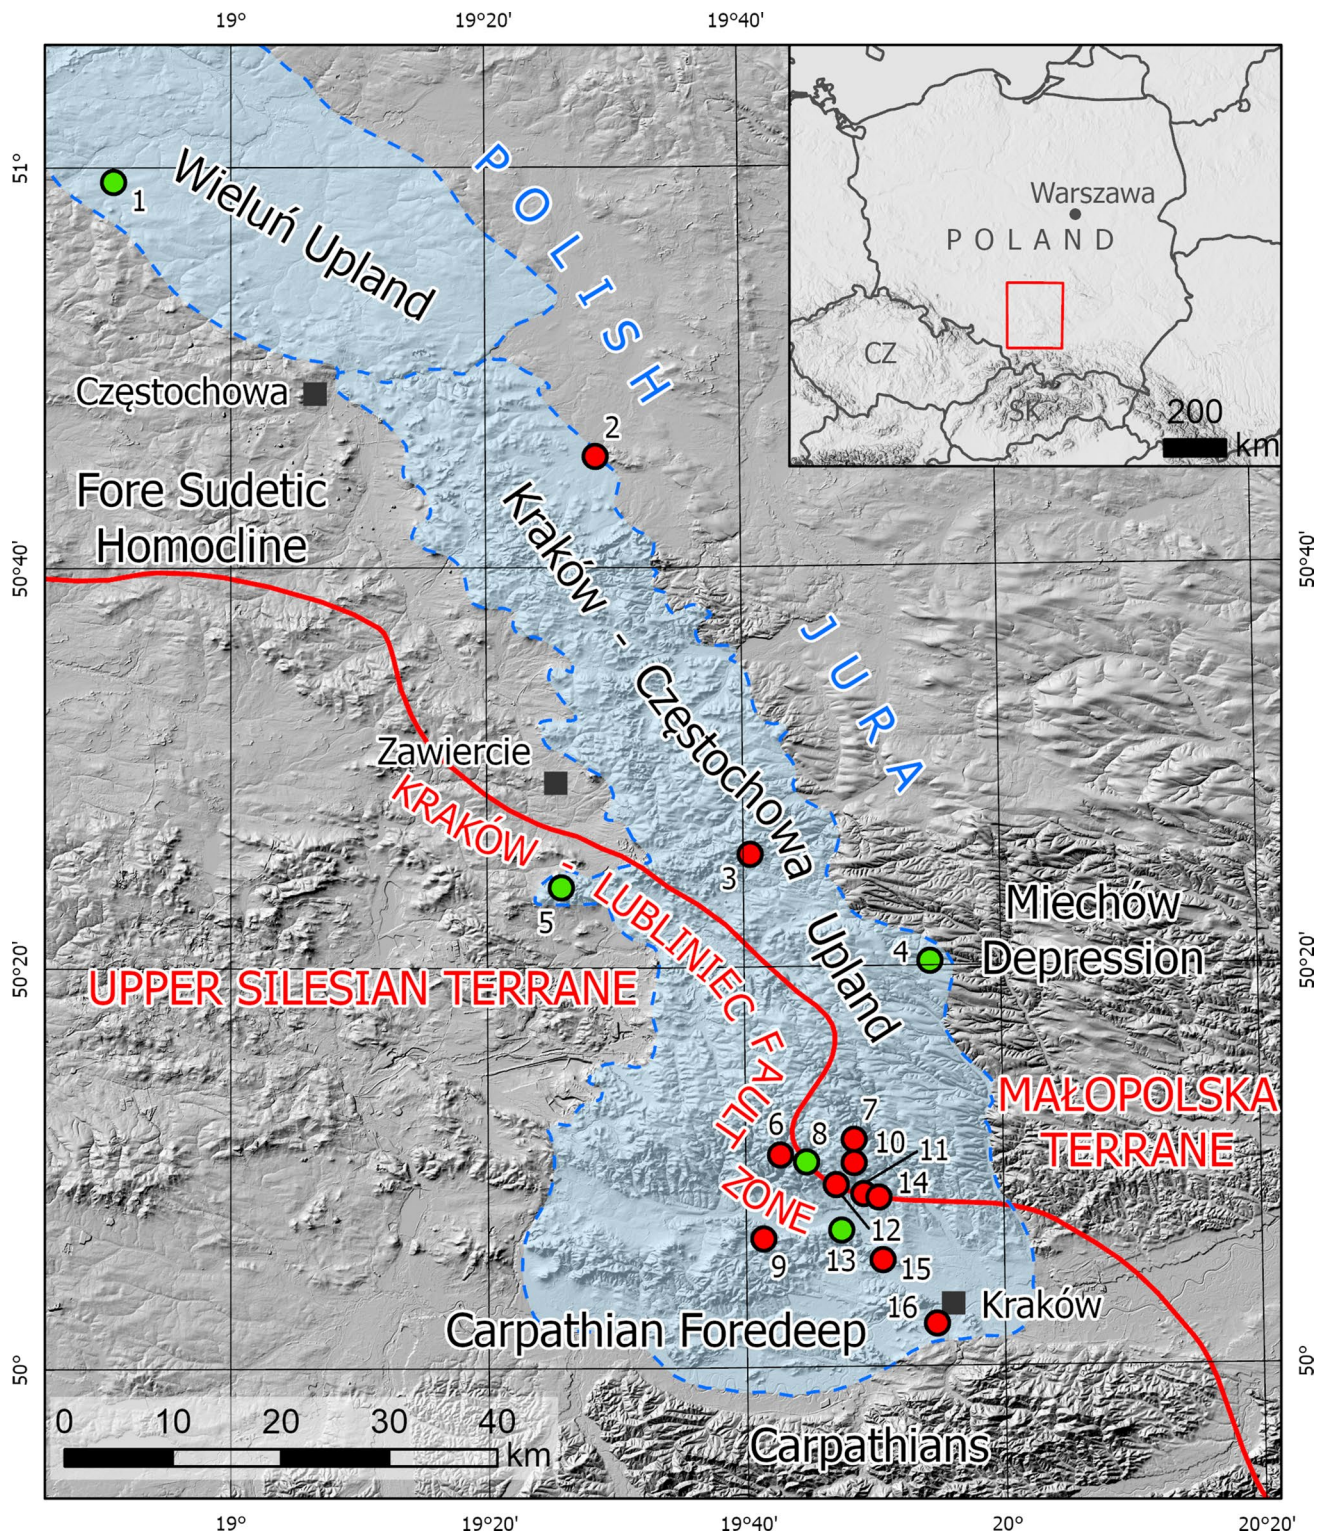 19° 19°20' 19°40'
51°
Wieluń Upland
1
POLISH
Warszawa
POLAND
CZ
SK
200
km
Częstochowa
2
Fore Sudetic
Homocline
50°40'
50°40'
Kraków - Częstochowa
Upland
JURA
Zawiercie
KRAKÓW -
LUBLINIEC FAULT
ZONE
3
5
4
Miechów
Depression
50°20'
50°20'
UPPER SILESIAN TERRANE
MAŁOPOLSKA
TERRANE
7
6 8 10 11
14
12
13
9
15
16
Kraków
Carpathian Foredeep
50°
50°
0 10 20 30 40
km
Carpathians
19° 19°20' 19°40' 20° 20°20'